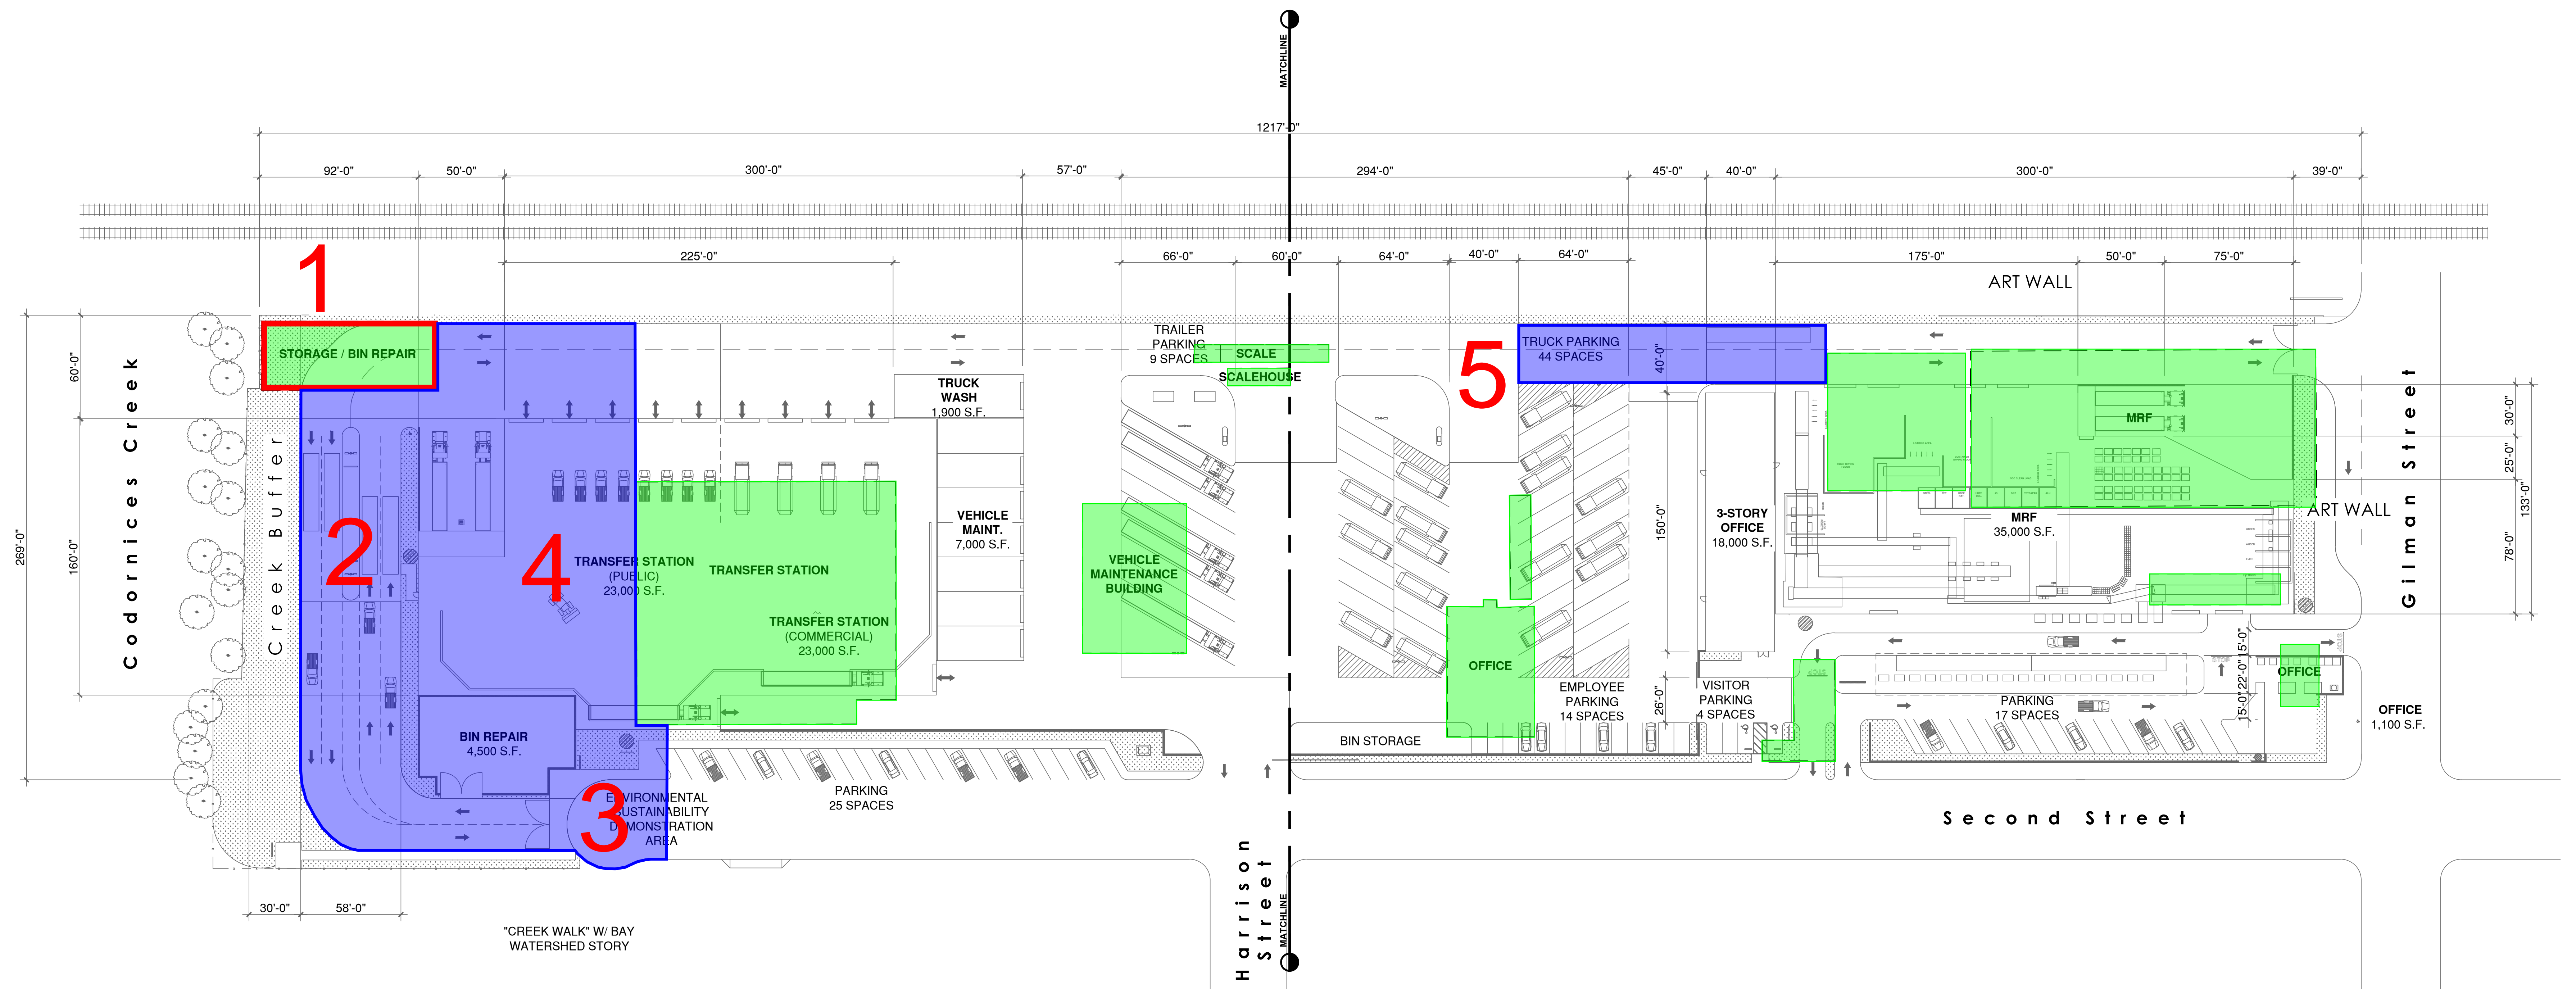 MATCHLINE
1217'-0"
92'-0"
50'-0"
300'-0"
57'-0"
294'-0"
45'-0"
40'-0"
300'-0"
39'-0"
225'-0"
66'-0"
60'-0"
64'-0"
40'-0"
64'-0"
175'-0"
50'-0"
75'-0"
ART WALL
1
STORAGE / BIN REPAIR
TRAILER
PARKING
9 SPACES
SCALE
SCALEHOUSE
5
TRUCK PARKING
44 SPACES
40'-0"
60'-0"
269'-0"
160'-0"
Codornices Creek
Creek Buffer
TRUCK
WASH
1,900 S.F.
VEHICLE
MAINT.
7,000 S.F.
2
4
TRANSFER STATION
(PUBLIC)
23,000 S.F.
TRANSFER STATION
TRANSFER STATION
(COMMERCIAL)
23,000 S.F.
VEHICLE
MAINTENANCE
BUILDING
150'-0"
3-STORY
OFFICE
18,000 S.F.
MRF
MRF
35,000 S.F.
ART WALL
Gilman Street
30'-0"
25'-0"
133'-0"
78'-0"
OFFICE
EMPLOYEE
PARKING
14 SPACES
26'-0"
VISITOR
PARKING
4 SPACES
PARKING
17 SPACES
15'-0"
22'-0"
15'-0"
STOP
OFFICE
OFFICE
1,100 S.F.
BIN REPAIR
4,500 S.F.
BIN STORAGE
3
ENVIRONMENTAL
SUSTAINABILITY
DEMONSTRATION
AREA
PARKING
25 SPACES
Second Street
Harrison
Street
MATCHLINE
30'-0"
58'-0"
"CREEK WALK" W/ BAY
WATERSHED STORY